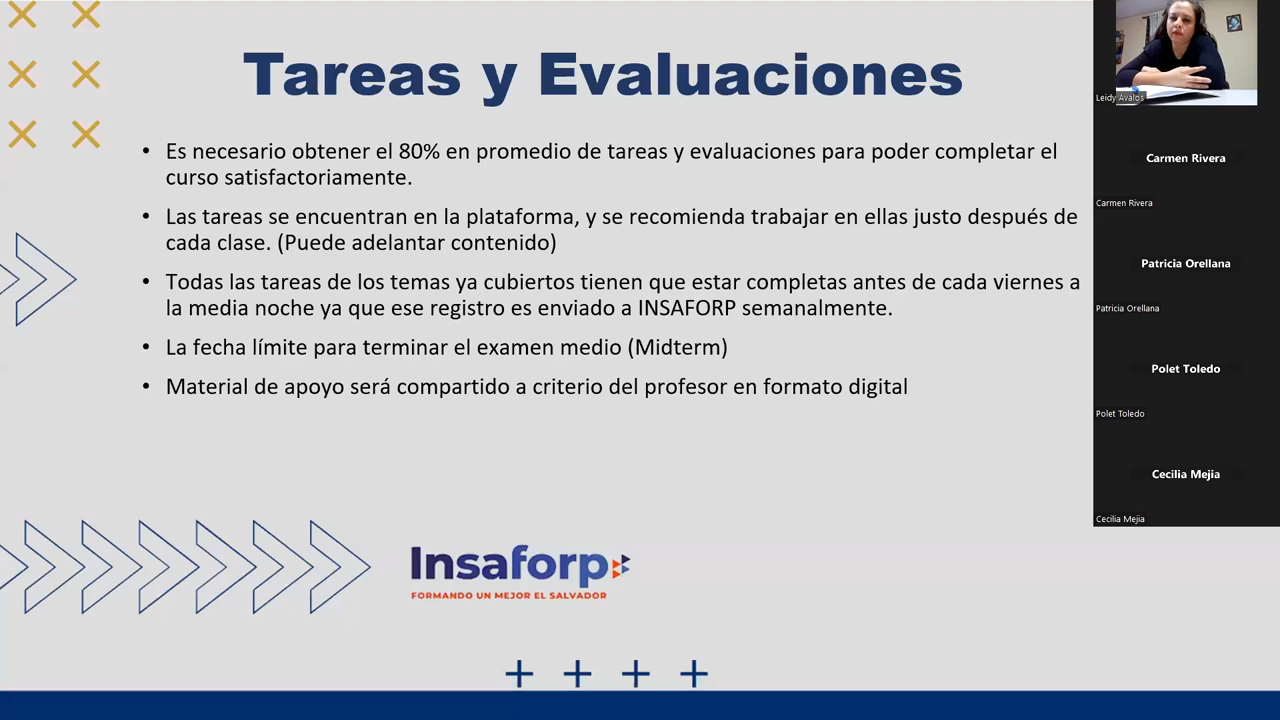 Tareas y Evaluaciones
• Es necesario obtener el 80% en promedio de tareas y evaluaciones para poder completar el
curso satisfactoriamente.
• Las tareas se encuentran en la plataforma, y se recomienda trabajar en ellas justo después de
cada clase. (Puede adelantar contenido)
• Todas las tareas de los temas ya cubiertos tienen que estar completas antes de cada viernes a
la media noche ya que ese registro es enviado a INSAFORP semanalmente.
• La fecha límite para terminar el examen medio (Midterm)
• Material de apoyo será compartido a criterio del profesor en formato digital
Insaforp
FORMANDO UN MEJOR EL SALVADOR
Leidy Avalos
Carmen Rivera
Carmen Rivera
Patricia Orellana
Patricia Orellana
Polet Toledo
Polet Toledo
Cecilia Mejia
Cecilia Mejia